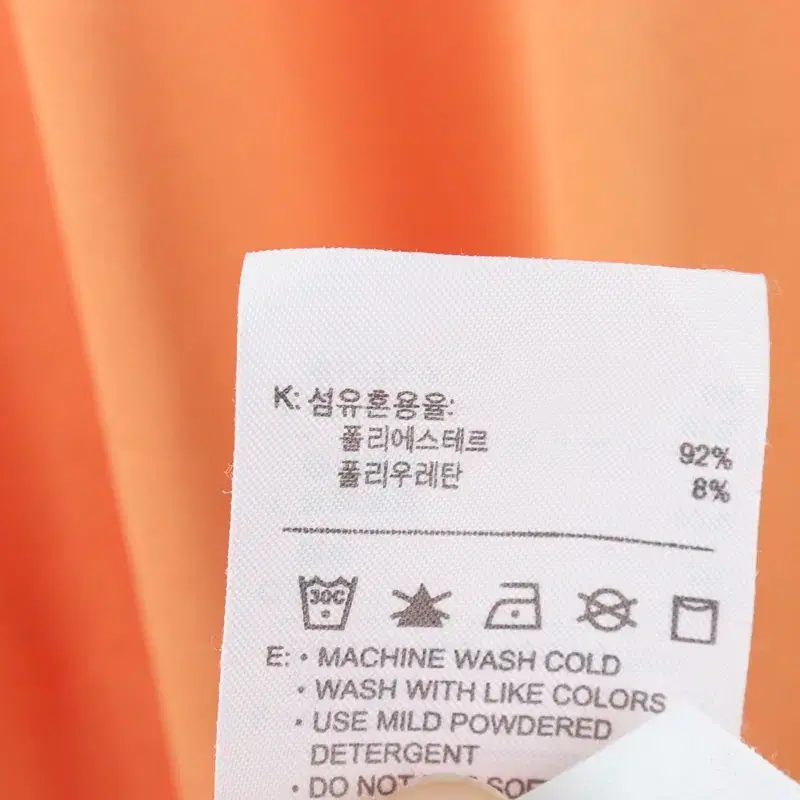 K: 섬유혼용율:
폴리에스테르 92%
폴리우레탄 8%
30C
E: • MACHINE WASH COLD
• WASH WITH LIKE COLORS
• USE MILD POWDERED
DETERGENT
• DO NOT